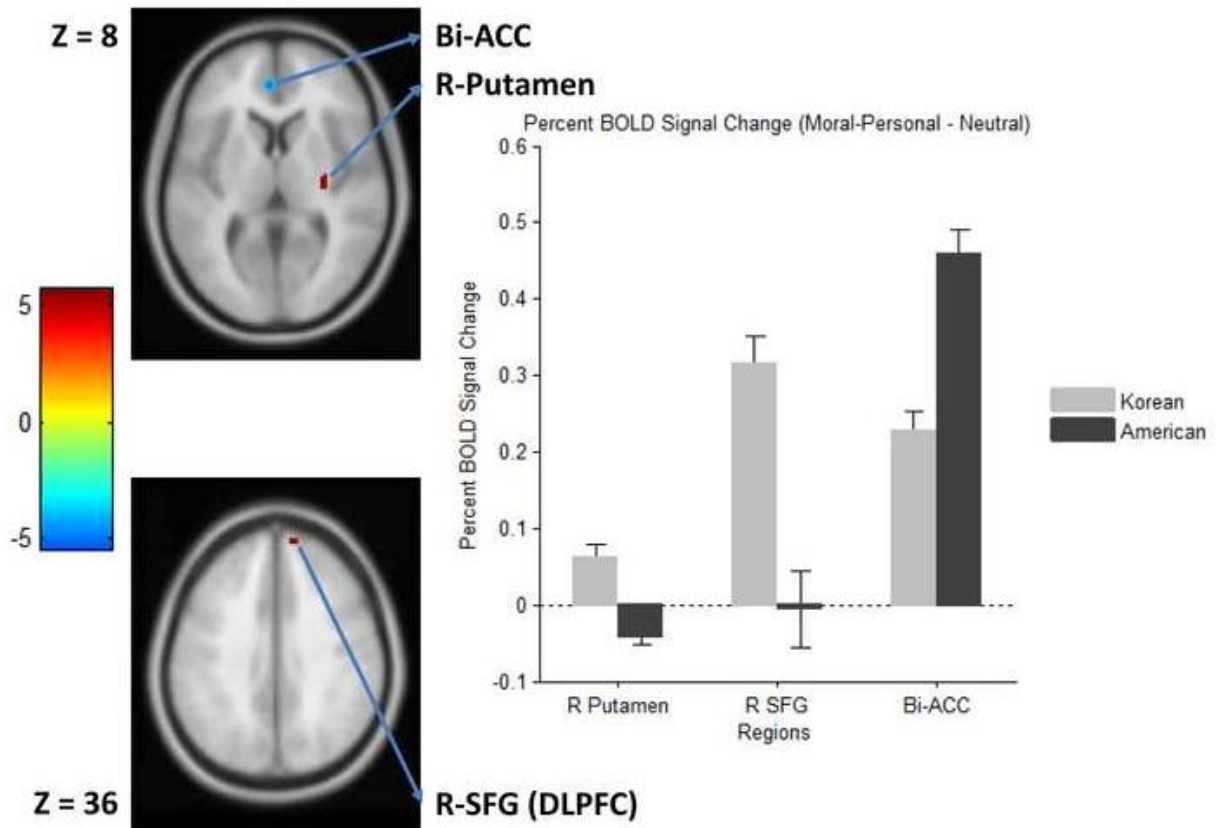 Z = 8
Bi-ACC
R-Putamen
5
0
-5
Z = 36
R-SFG (DLPFC)
Percent BOLD Signal Change (Moral-Personal - Neutral)
Percent BOLD Signal Change
0.6
0.5
0.4
0.3
0.2
0.1
0
-0.1
R Putamen
R SFG
Bi-ACC
Regions
Korean
American